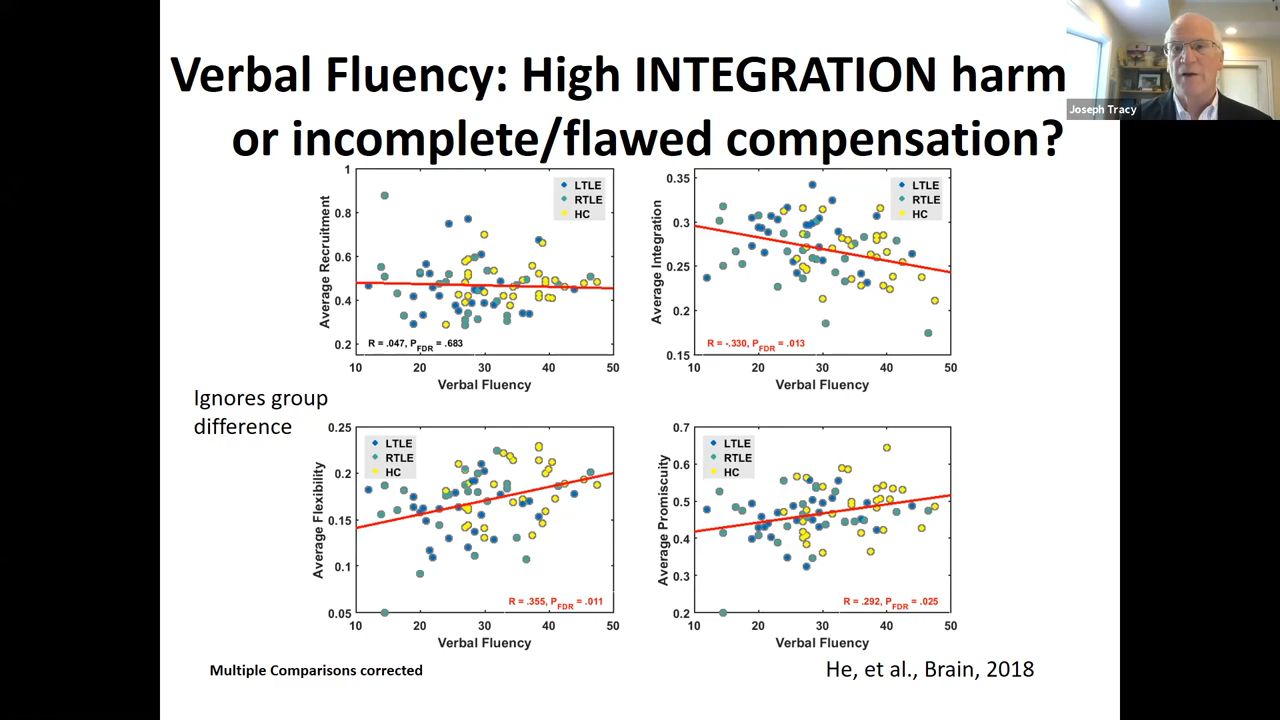 Verbal Fluency: High INTEGRATION harm
or incomplete/flawed compensation?
Joseph Tracy
1
0.8
0.6
0.4
0.2
Average Recruitment
LTLE
RTLE
HC
R = .047, PFDR = .683
10 20 30 40 50
Verbal Fluency
0.35
0.3
0.25
0.2
0.15
Average Integration
LTLE
RTLE
HC
R = -.330, PFDR = .013
10 20 30 40 50
Verbal Fluency
Ignores group
difference
0.25
0.2
0.15
0.1
0.05
Average Flexibility
LTLE
RTLE
HC
R = .355, PFDR = .011
10 20 30 40 50
Verbal Fluency
0.7
0.6
0.5
0.4
0.3
0.2
Average Promiscuity
LTLE
RTLE
HC
R = .292, PFDR = .025
10 20 30 40 50
Verbal Fluency
Multiple Comparisons corrected
He, et al., Brain, 2018